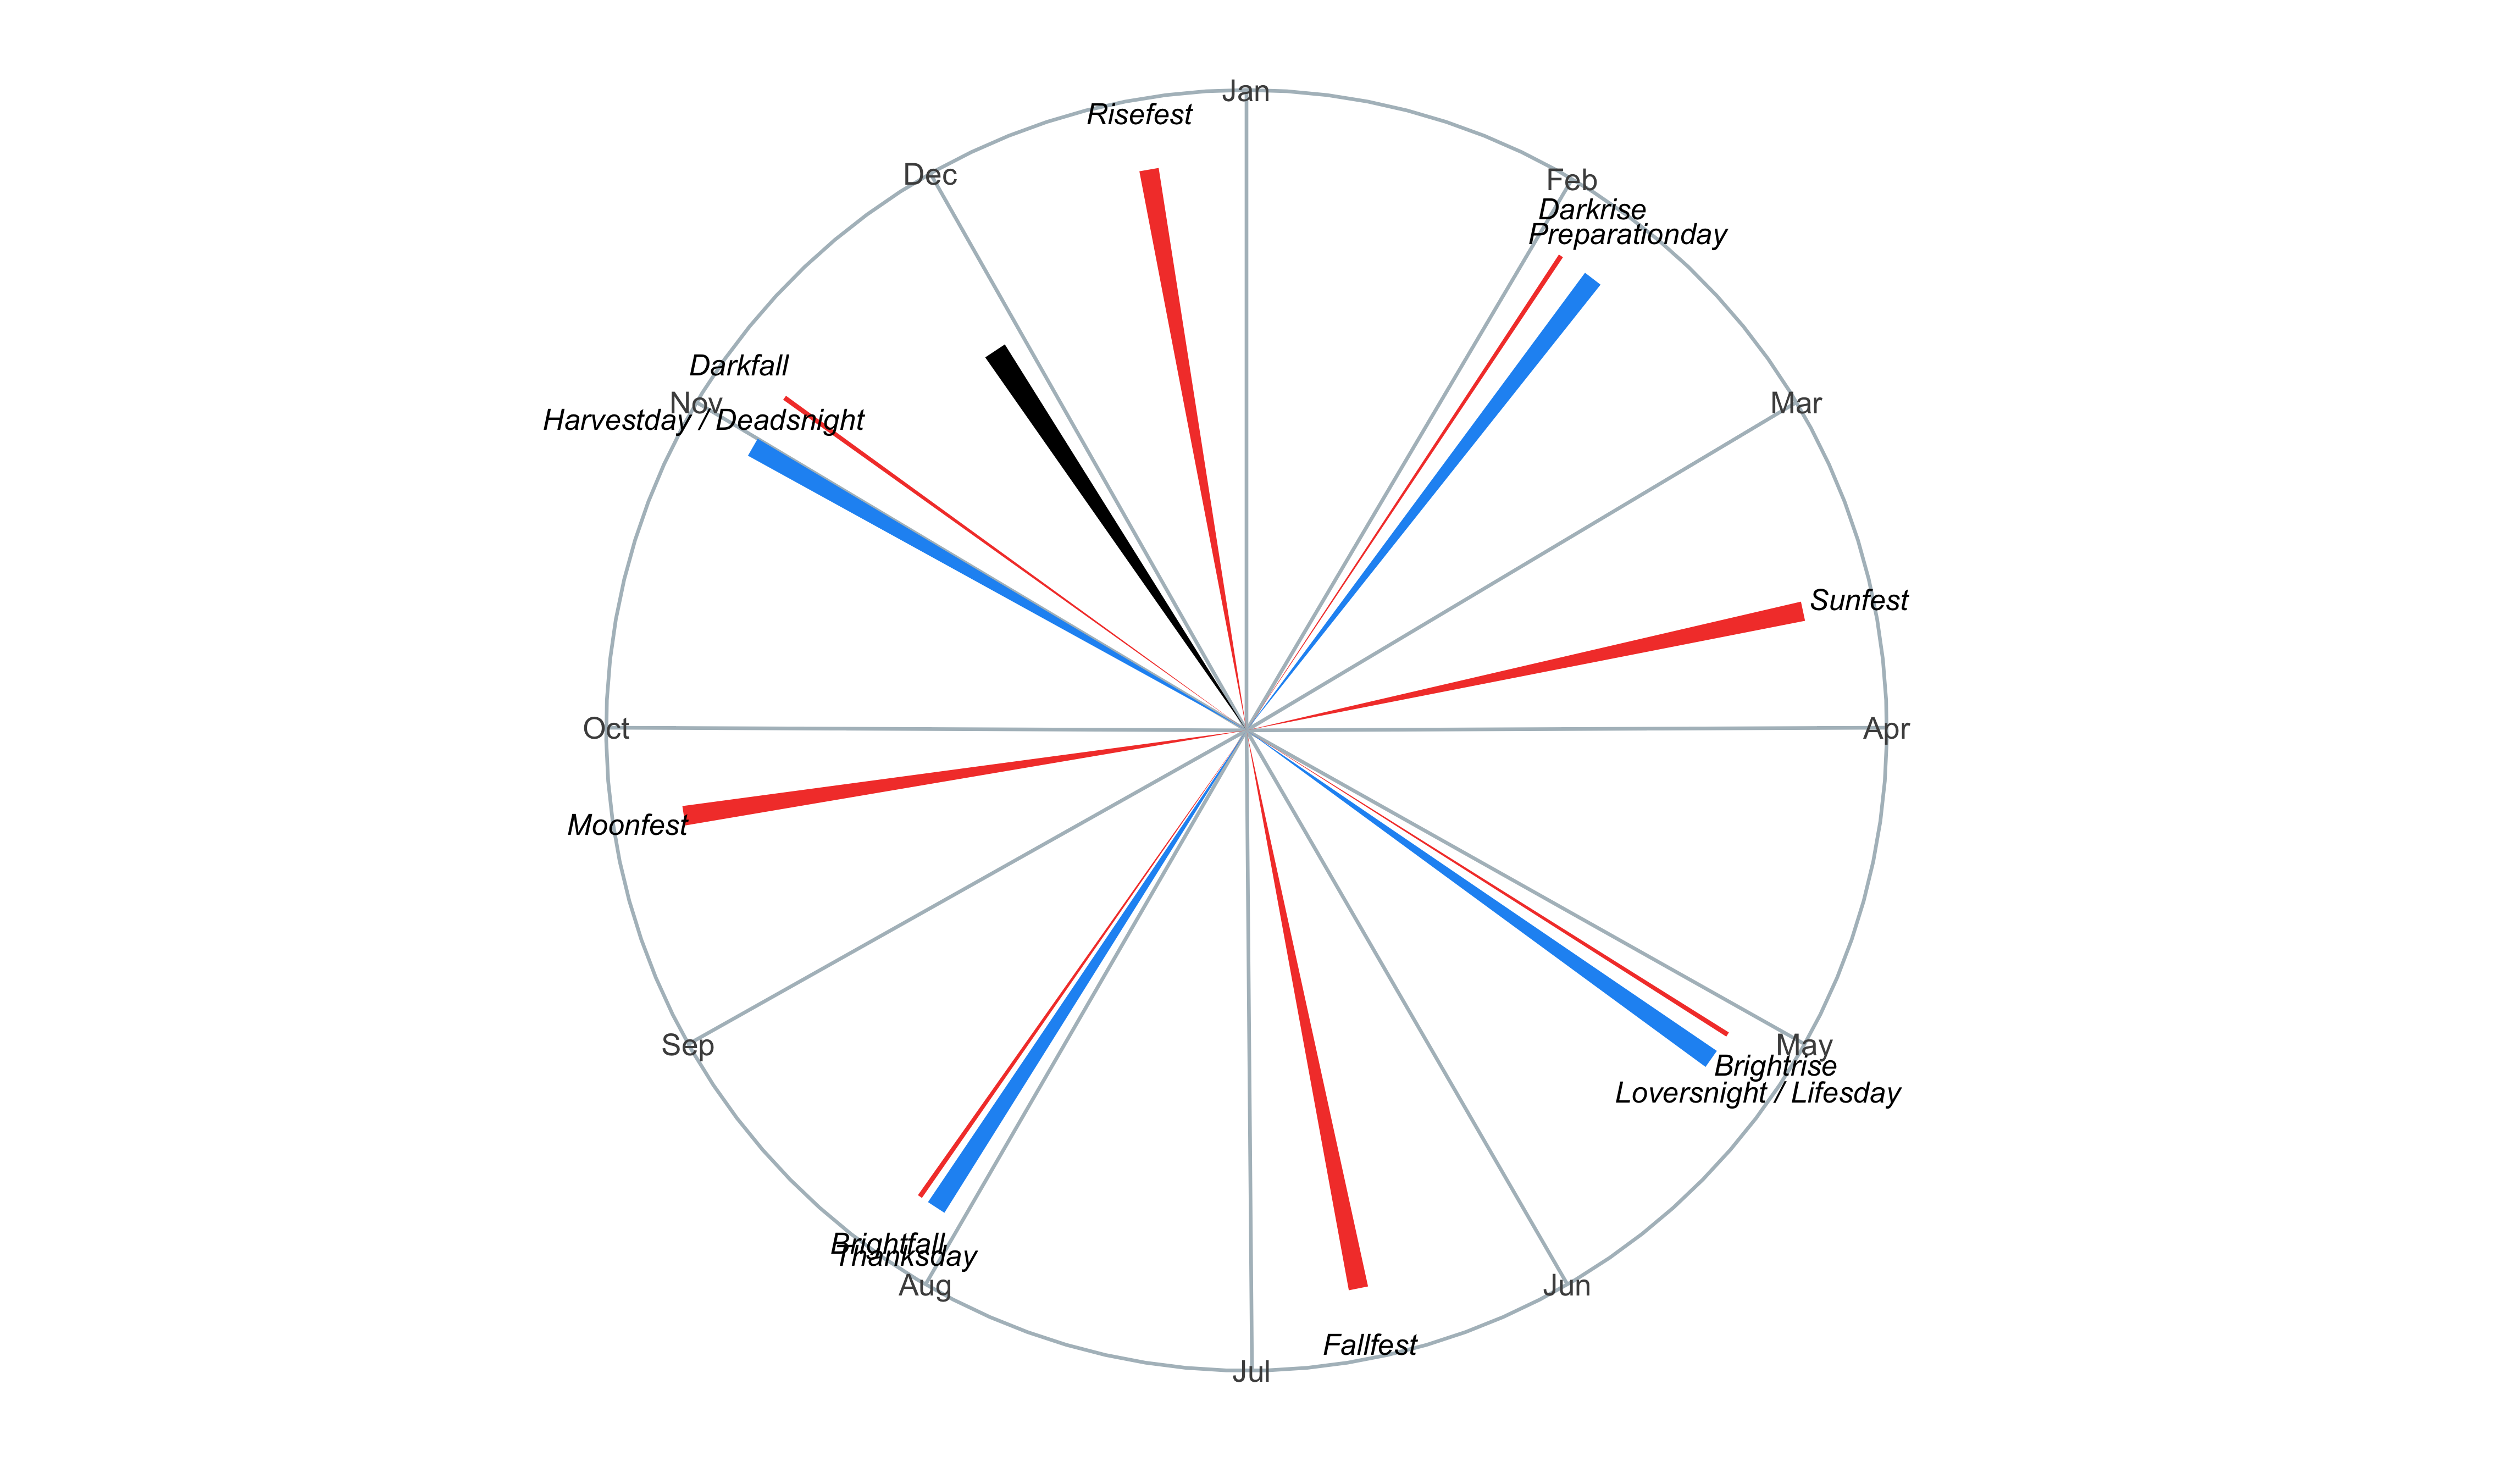 Jan
Risefest
Dec
Feb
Darkrise
Preparationday
Darkfall
Nov
Mar
Harvestday / Deadsnight
Sunfest
Oct
Apr
Moonfest
Sep
May
Brightrise
Loversnight / Lifesday
Brightfall
Thanksday
Aug
Jun
Fallfest
Jul